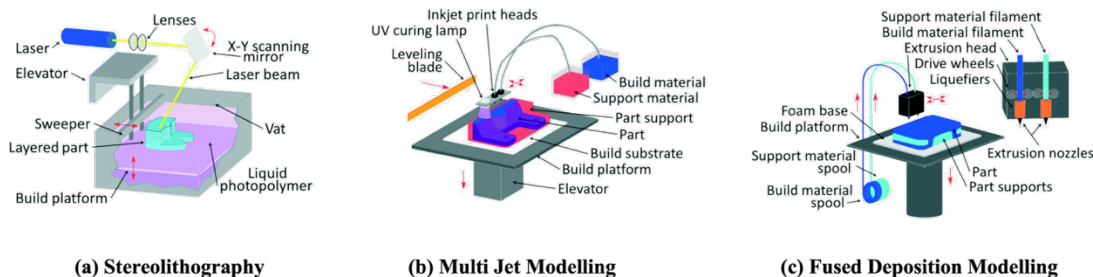 Lenses
Laser
X-Y scanning
mirror
Elevator
Laser beam
Sweeper
Vat
Layered part
Liquid
photopolymer
Build platform
(a) Stereolithography
Inkjet print heads
UV curing lamp
Leveling
blade
Build material
Support material
Part support
Part
Build substrate
Build platform
Elevator
(b) Multi Jet Modelling
Support material filament
Build material filament
Extrusion head
Drive wheels
Liquefiers
Foam base
Build platform
Extrusion nozzles
Support material
spool
Part
Part supports
Build material
spool
(c) Fused Deposition Modelling